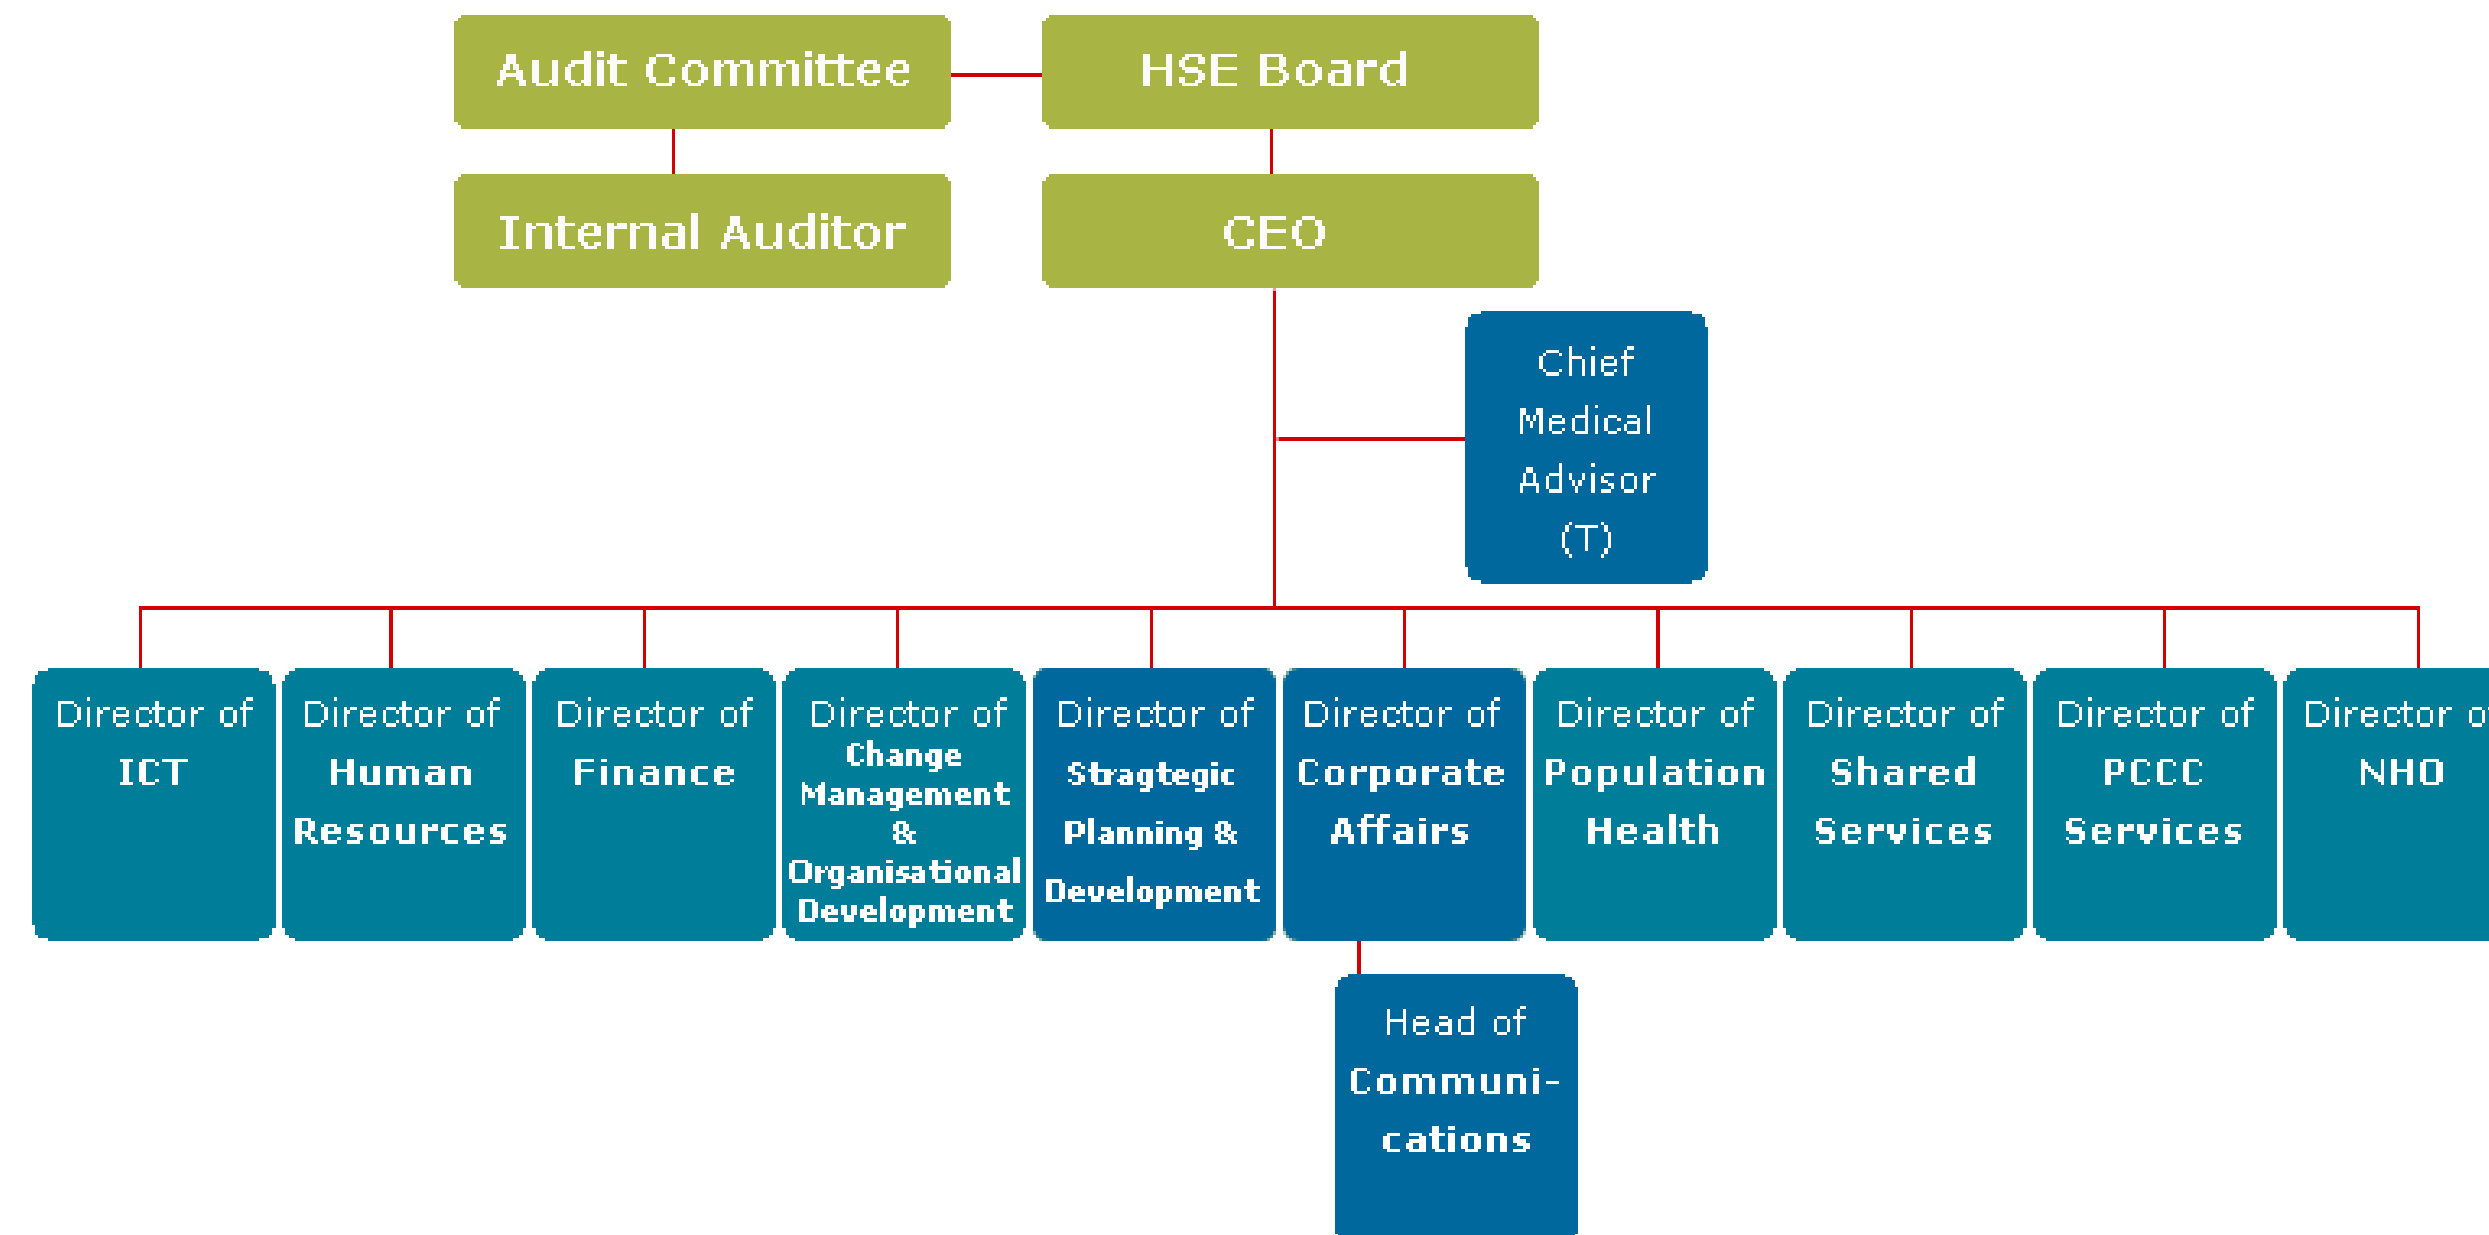 Audit Committee
HSE Board
Internal Auditor
CEO
Chief
Medical
Advisor
(T)
Director of
ICT
Director of
Human
Resources
Director of
Finance
Director of
Change
Management
&
Organisational
Development
Director of
Stragtegic
Planning &
Development
Director of
Corporate
Affairs
Director of
Population
Health
Director of
Shared
Services
Director of
PCCC
Services
Director of
NHO
Head of
Communi-
cations